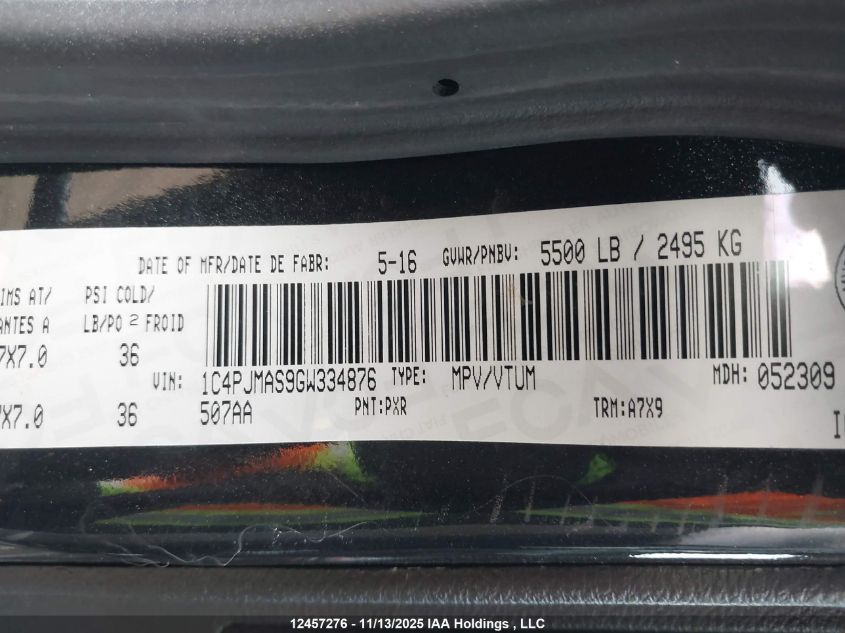 DATE OF MFR/DATE DE FABR: 5-16 GVWR/PNBV: 5500 LB / 2495 KG
IMS AT/ PSI COLD/
ANTES A LB/PO 2 FROID
7X7.0 36
VIN: 1C4PJMAS9GW334876 TYPE: MPV/VTUM MDH: 052309
7X7.0 36 507AA PNT:PXR TRM:A7X9
12457276 - 11/13/2025 IAA Holdings , LLC